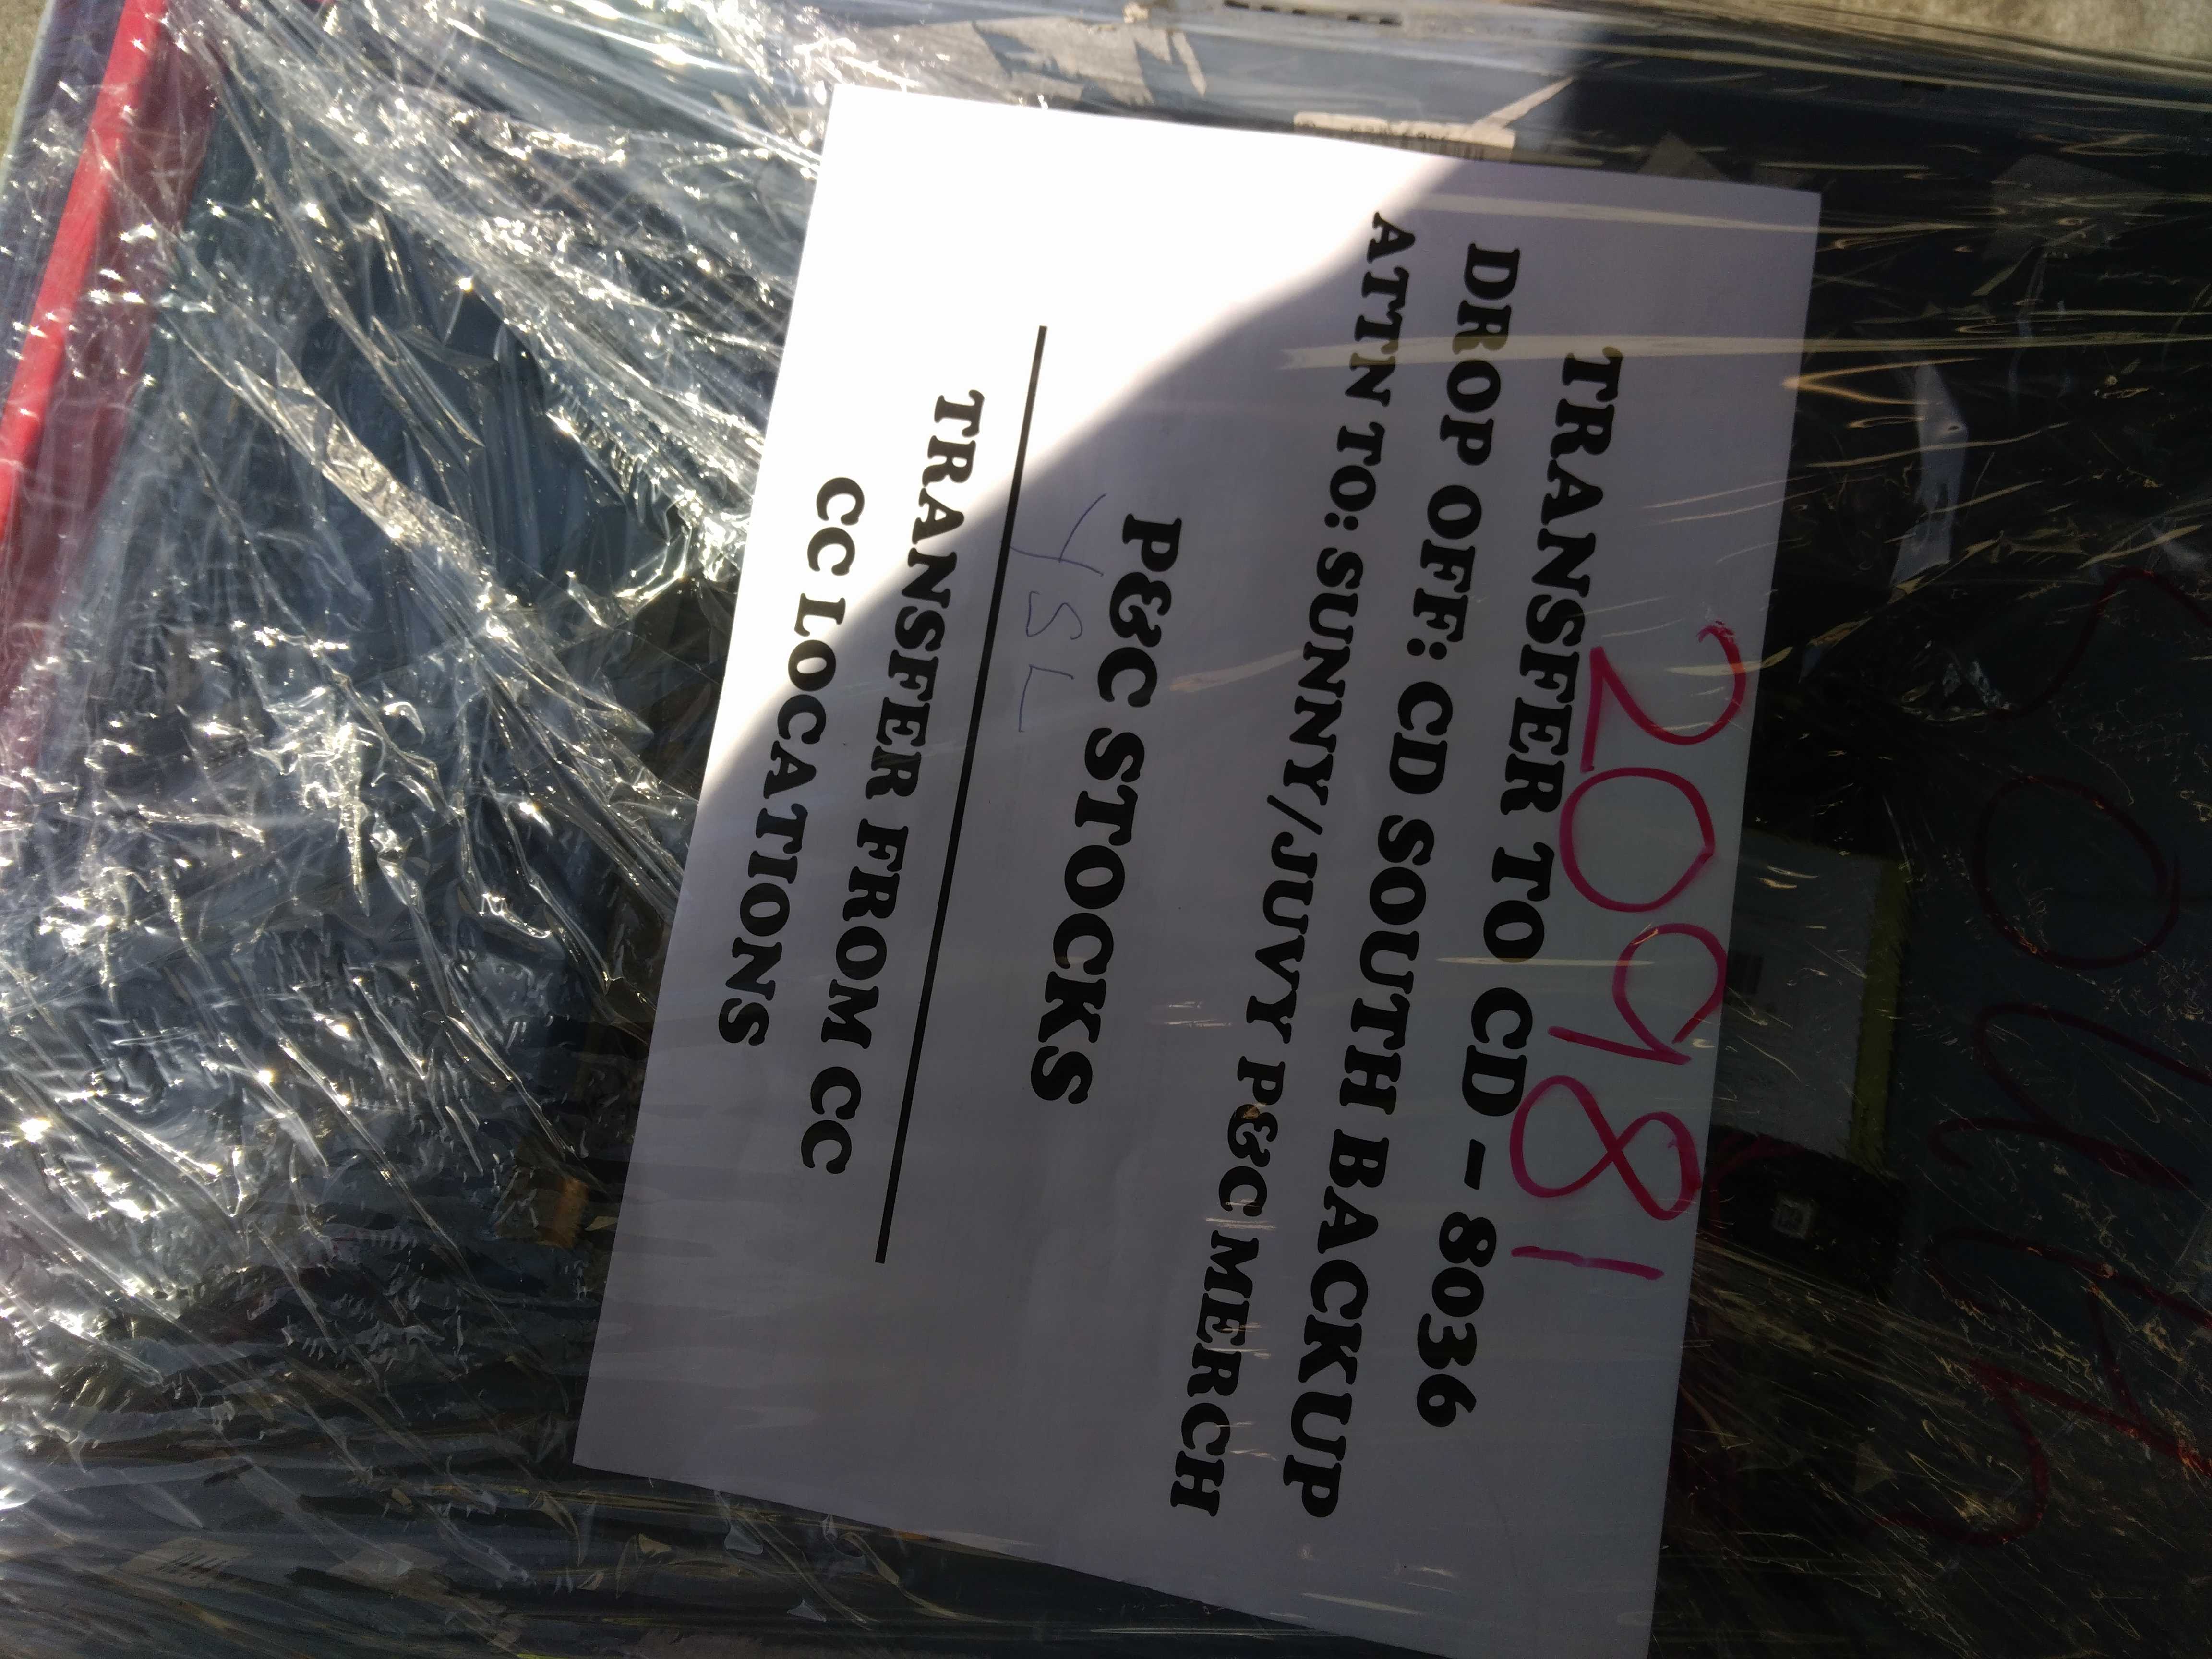 20981
TRANSFER TO CD - 8036
DROP OFF: CD SOUTH BACKUP
ATTN TO: SUNNY/JUVY P&C MERCH
P&C STOCKS
YSL
TRANSFER FROM CC
CC LOCATIONS